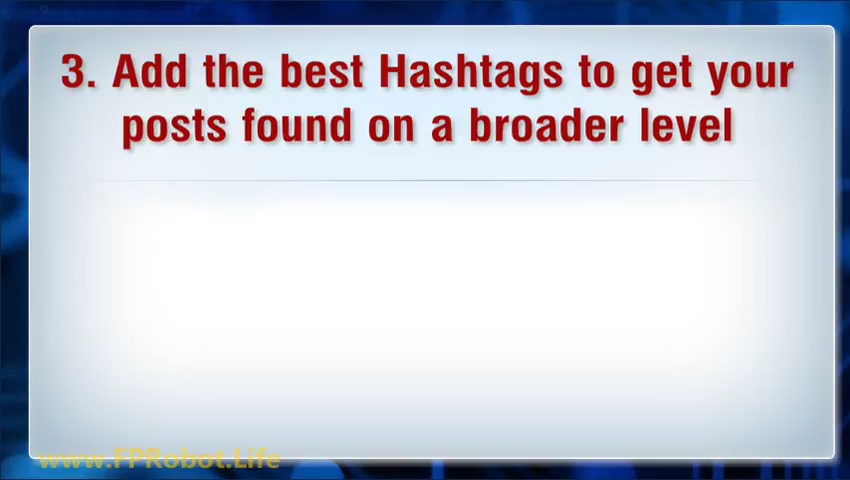 3. Add the best Hashtags to get your
posts found on a broader level
www.FPRobot.Life